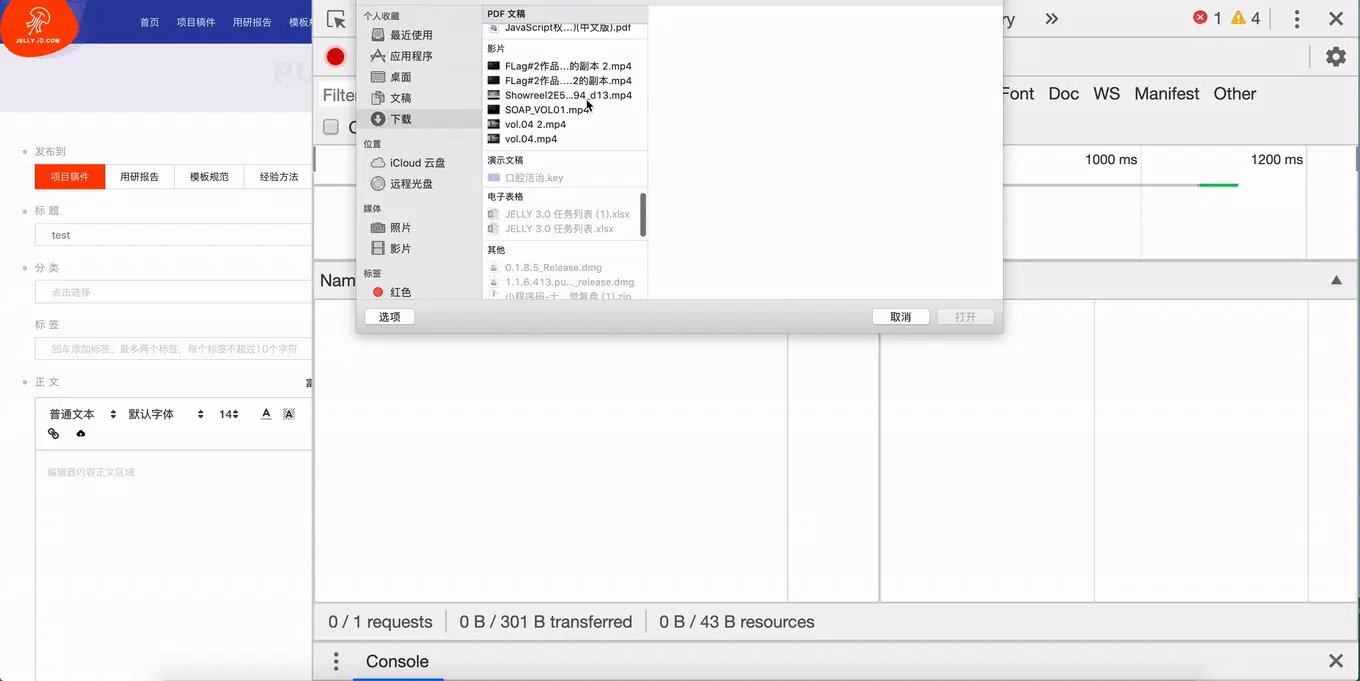 JELLY.JD.COM
首页 项目稿件 用研报告 模板规
PU
* 发布到
项目稿件 用研报告 模板规范 经验方法
* 标 题
test
* 分 类
点击选择
标 签
回车添加标签，最多两个标签，每个标签不超过10个字符
* 正 文
普通文本 默认字体 14 A A
编辑器内容正文区域
个人收藏
最近使用
应用程序
桌面
文稿
下载
位置
iCloud 云盘
远程光盘
媒体
照片
影片
标签
红色
PDF 文稿
JavaScript权...)(中文版).pdf
影片
FLag#2作品...的副本 2.mp4
FLag#2作品....2的副本.mp4
Showreel2E5...94_d13.mp4
SOAP_VOL01.mp4
vol.04 2.mp4
vol.04.mp4
演示文稿
口腔洁治.key
电子表格
JELLY 3.0 任务列表 (1).xlsx
JELLY 3.0 任务列表.xlsx
其他
0.1.8.5_Release.dmg
1.1.6.413.pu..._release.dmg
小程序码-十...觉复盘 (1).zip
选项 取消 打开
ry » 1 4
Filter
Font Doc WS Manifest Other
1000 ms 1200 ms
Nam
0 / 1 requests 0 B / 301 B transferred 0 B / 43 B resources
Console